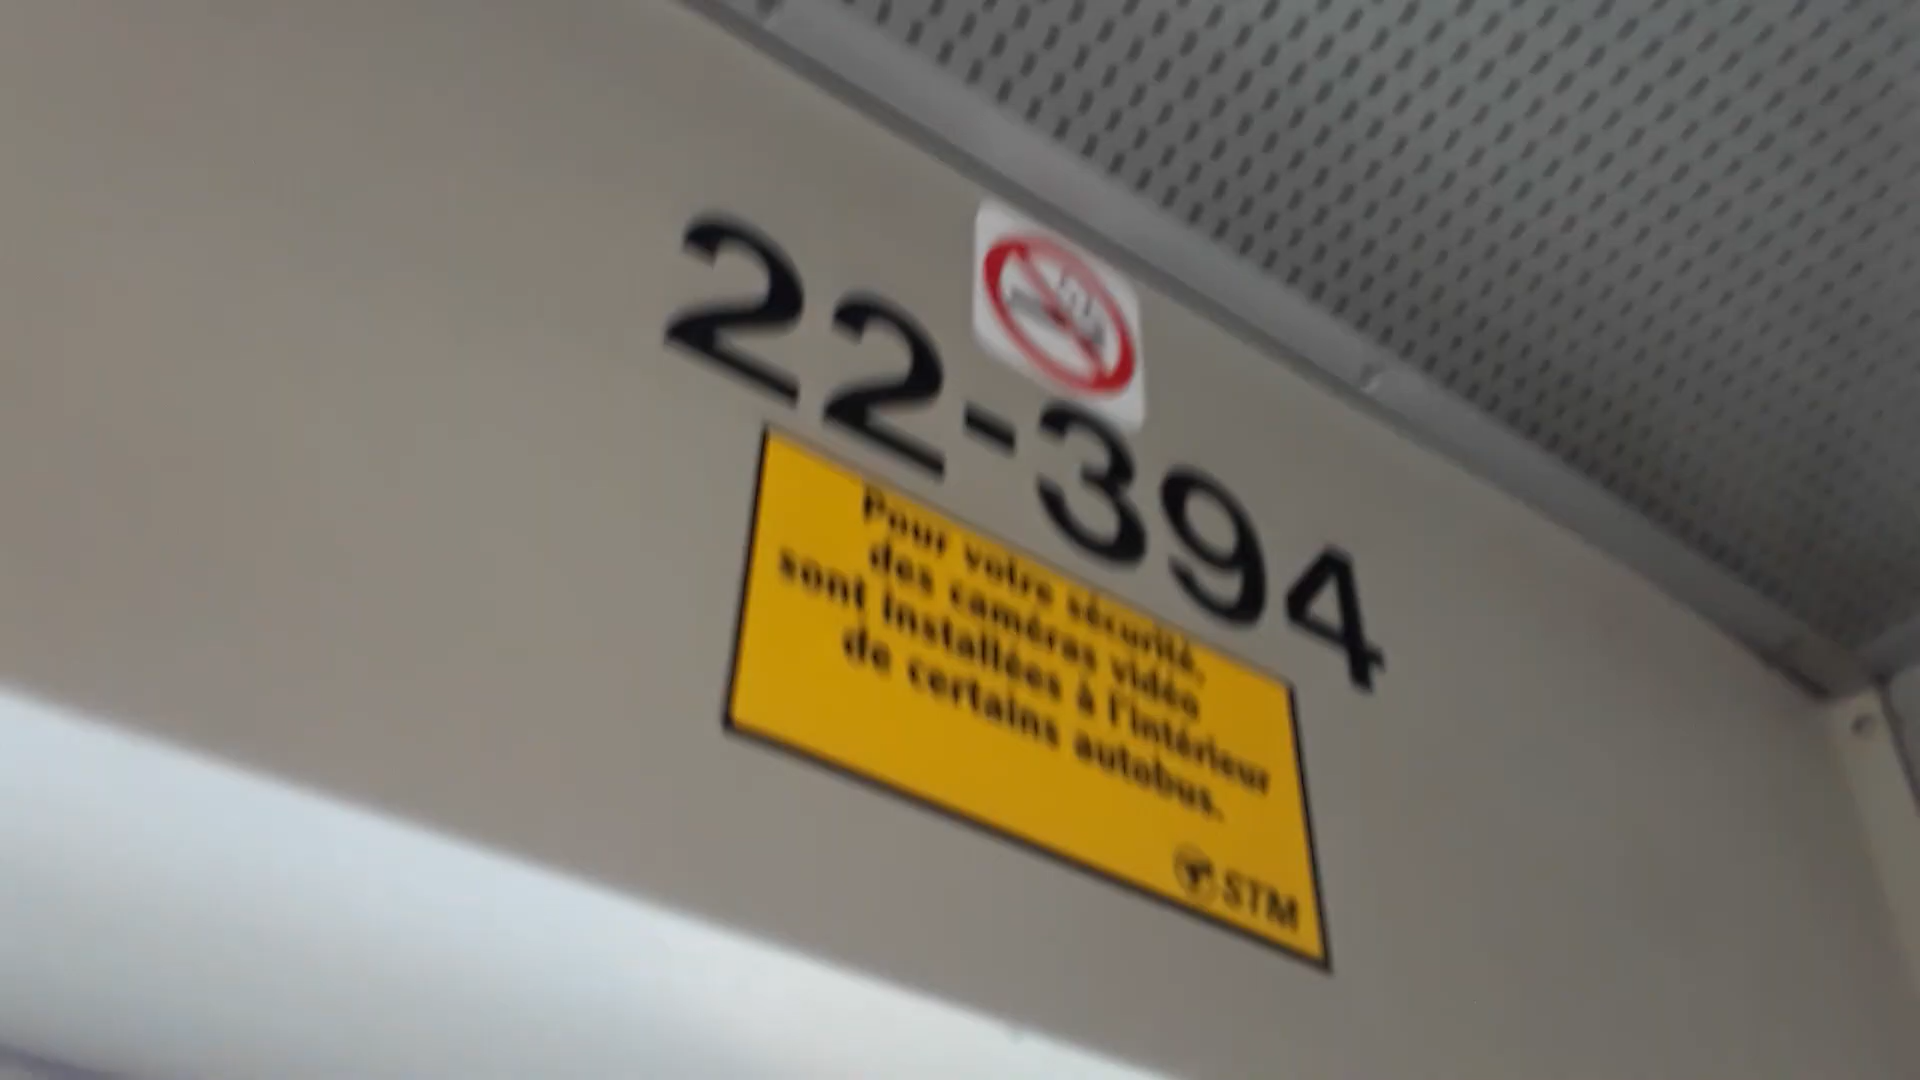 22-394
Pour votre sécurité,
des caméras vidéo
sont installées à l'intérieur
de certains autobus.
STM